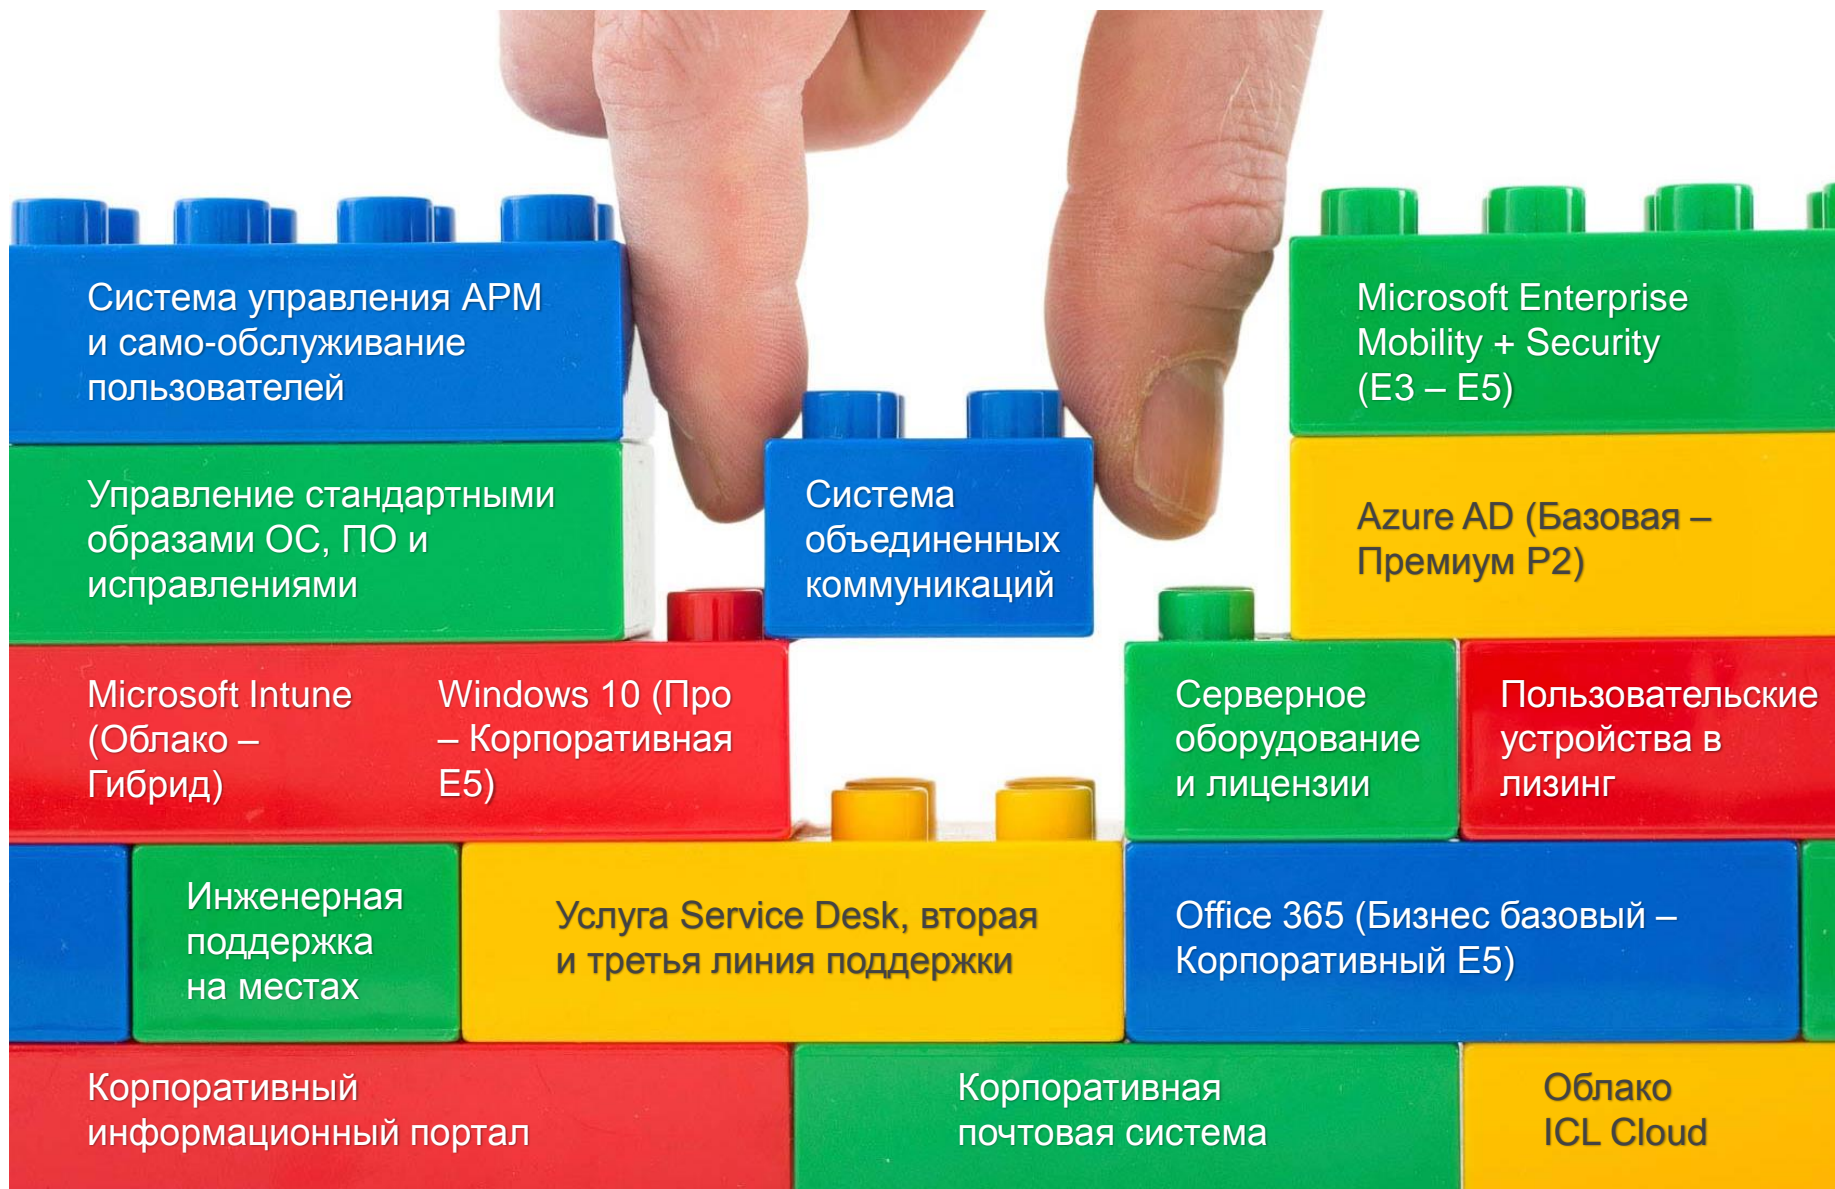 Система управления АРМ
и само-обслуживание
пользователей
Microsoft Enterprise
Mobility + Security
(E3 – E5)
Управление стандартными
образами ОС, ПО и
исправлениями
Система
объединенных
коммуникаций
Azure AD (Базовая –
Премиум P2)
Microsoft Intune
(Облако –
Гибрид)
Windows 10 (Про
– Корпоративная
E5)
Серверное
оборудование
и лицензии
Пользовательские
устройства в
лизинг
Инженерная
поддержка
на местах
Услуга Service Desk, вторая
и третья линия поддержки
Office 365 (Бизнес базовый –
Корпоративный E5)
Корпоративный
информационный портал
Корпоративная
почтовая система
Облако
ICL Cloud